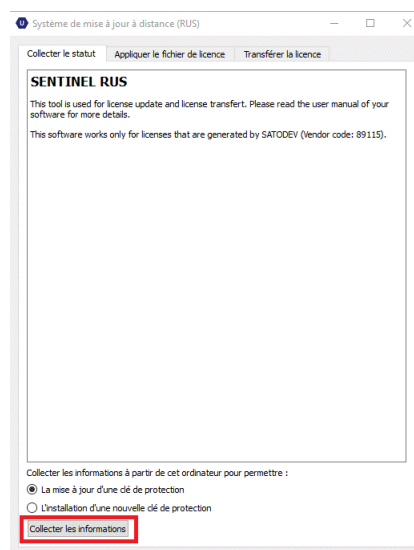 Système de mise à jour à distance (RUS)
Collecter le statut Appliquer le fichier de licence Transférer la licence
SENTINEL RUS
This tool is used for license update and license transfert. Please read the user manual of your
software for more details.
This software works only for licenses that are generated by SATODEV (Vendor code: 89115).
Collecter les informations à partir de cet ordinateur pour permettre :
La mise à jour d'une clé de protection
L'installation d'une nouvelle clé de protection
Collecter les informations